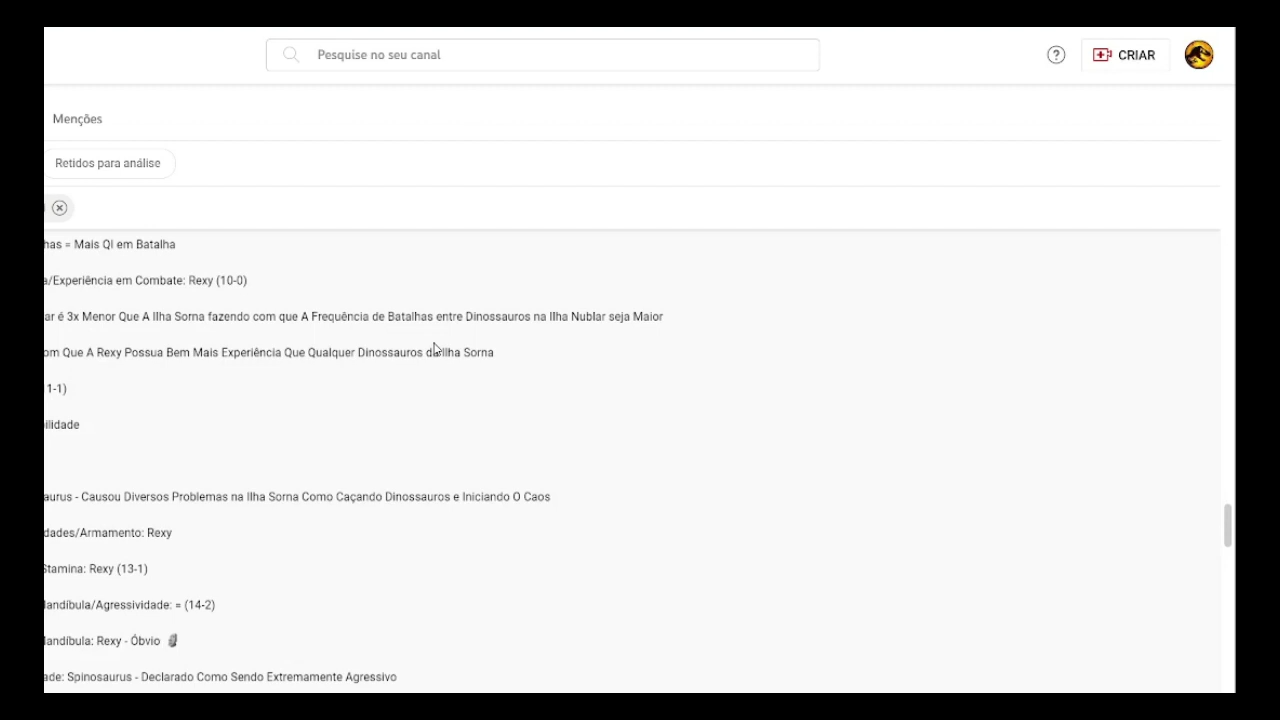 Pesquise no seu canal
CRIAR
Menções
Retidos para análise
has = Mais QI em Batalha
a/Experiência em Combate: Rexy (10-0)
ar é 3x Menor Que A Ilha Sorna fazendo com que A Frequência de Batalhas entre Dinossauros na Ilha Nublar seja Maior
om Que A Rexy Possua Bem Mais Experiência Que Qualquer Dinossauros da Ilha Sorna
1-1)
ilidade
aurus - Causou Diversos Problemas na Ilha Sorna Como Caçando Dinossauros e Iniciando O Caos
dades/Armamento: Rexy
Stamina: Rexy (13-1)
landíbula/Agressividade: = (14-2)
landíbula: Rexy - Óbvio 🗿
ade: Spinosaurus - Declarado Como Sendo Extremamente Agressivo